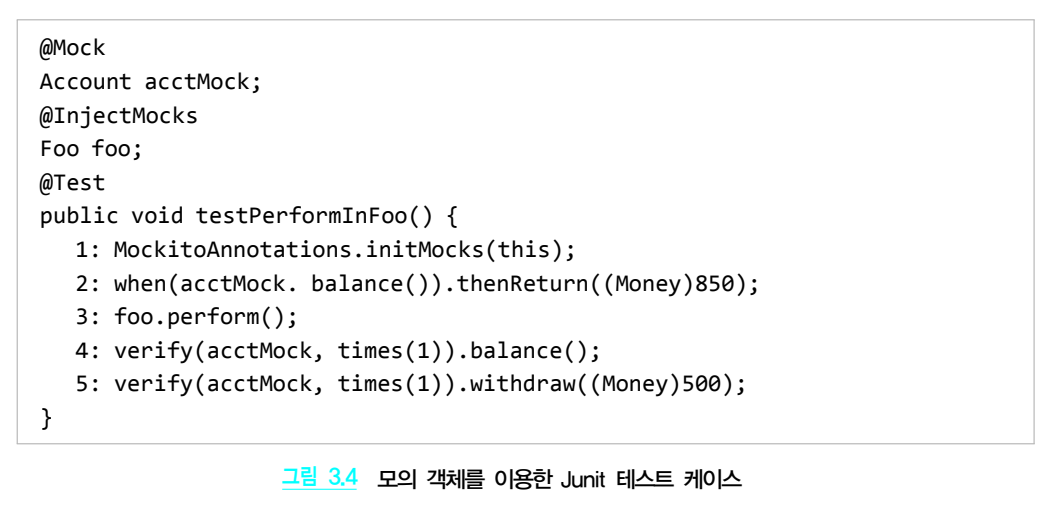 @Mock
Account acctMock;
@InjectMocks
Foo foo;
@Test
public void testPerformInFoo() {
1: MockitoAnnotations.initMocks(this);
2: when(acctMock. balance()).thenReturn((Money)850);
3: foo.perform();
4: verify(acctMock, times(1)).balance();
5: verify(acctMock, times(1)).withdraw((Money)500);
}
그림 3.4 모의 객체를 이용한 Junit 테스트 케이스